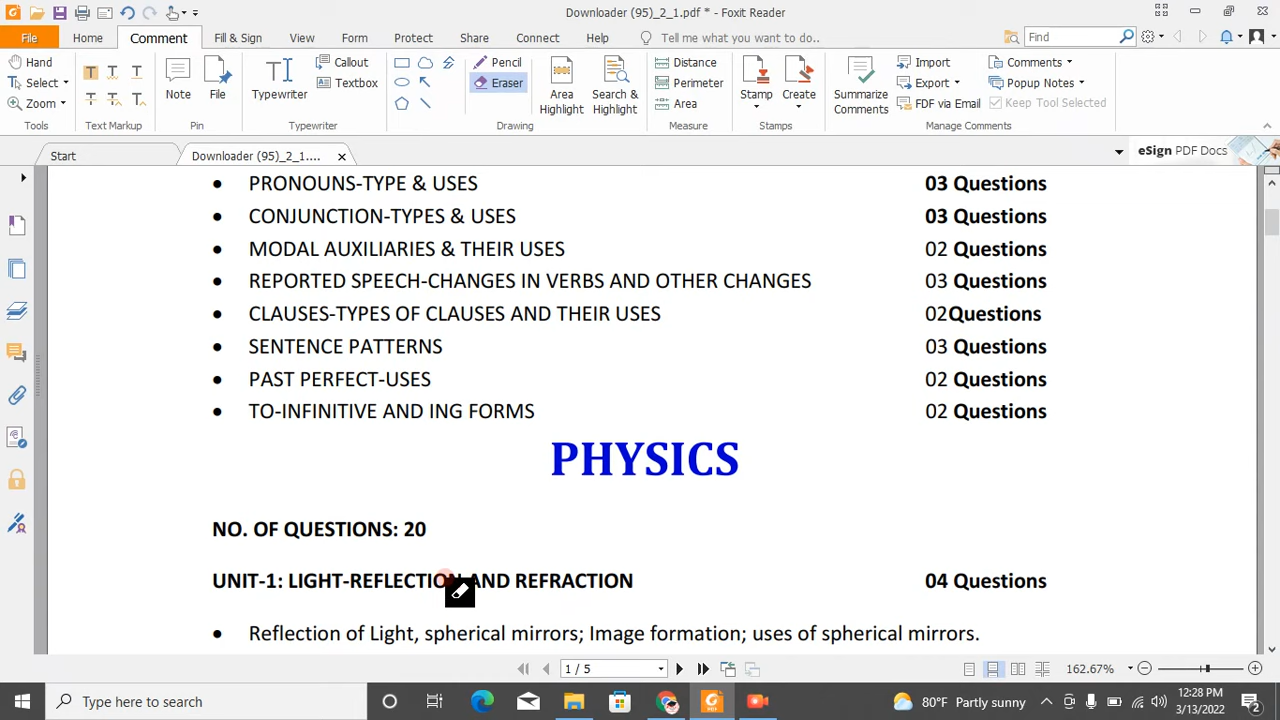 Downloader (95)_2_1.pdf * - Foxit Reader
File Home Comment Fill & Sign View Form Protect Share Connect Help Tell me what you want to do.. Find
Hand
Select
Zoom
Tools
Text Markup
Note
File
Pin
Typewriter
Callout
Textbox
Typewriter
Pencil
Eraser
Drawing
Area Highlight
Search & Highlight
Distance
Perimeter
Area
Measure
Stamp
Create
Stamps
Summarize Comments
Import
Export
FDF via Email
Comments
Popup Notes
Keep Tool Selected
Manage Comments
Start
Downloader (95)_2_1....
eSign PDF Docs
• PRONOUNS-TYPE & USES 03 Questions
• CONJUNCTION-TYPES & USES 03 Questions
• MODAL AUXILIARIES & THEIR USES 02 Questions
• REPORTED SPEECH-CHANGES IN VERBS AND OTHER CHANGES 03 Questions
• CLAUSES-TYPES OF CLAUSES AND THEIR USES 02Questions
• SENTENCE PATTERNS 03 Questions
• PAST PERFECT-USES 02 Questions
• TO-INFINITIVE AND ING FORMS 02 Questions
PHYSICS
NO. OF QUESTIONS: 20
UNIT-1: LIGHT-REFLECTION AND REFRACTION 04 Questions
• Reflection of Light, spherical mirrors; Image formation; uses of spherical mirrors.
1 / 5
162.67%
Type here to search
80°F Partly sunny
12:28 PM
3/13/2022
2